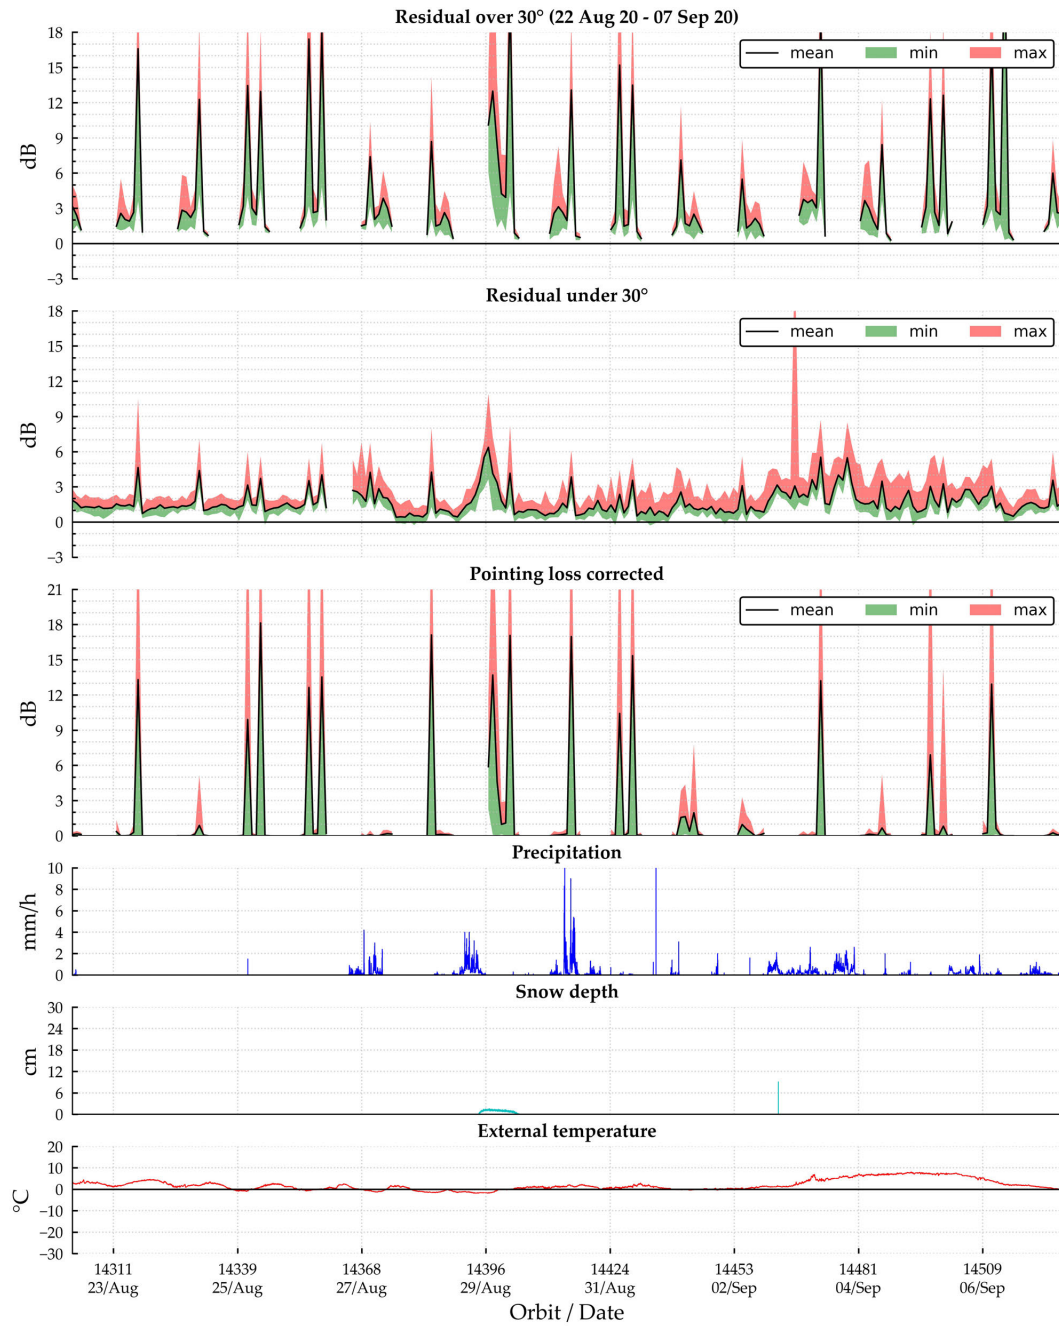 Residual over 30° (22 Aug 20 - 07 Sep 20)
18
15
12
9
6
3
0
−3
dB
mean min max
Residual under 30°
18
15
12
9
6
3
0
−3
dB
mean min max
Pointing loss corrected
21
18
15
12
9
6
3
0
dB
mean min max
Precipitation
10
8
6
4
2
0
mm/h
Snow depth
30
24
18
12
6
0
cm
External temperature
20
10
0
−10
−20
−30
°C
14311 14339 14368 14396 14424 14453 14481 14509
23/Aug 25/Aug 27/Aug 29/Aug 31/Aug 02/Sep 04/Sep 06/Sep
Orbit / Date